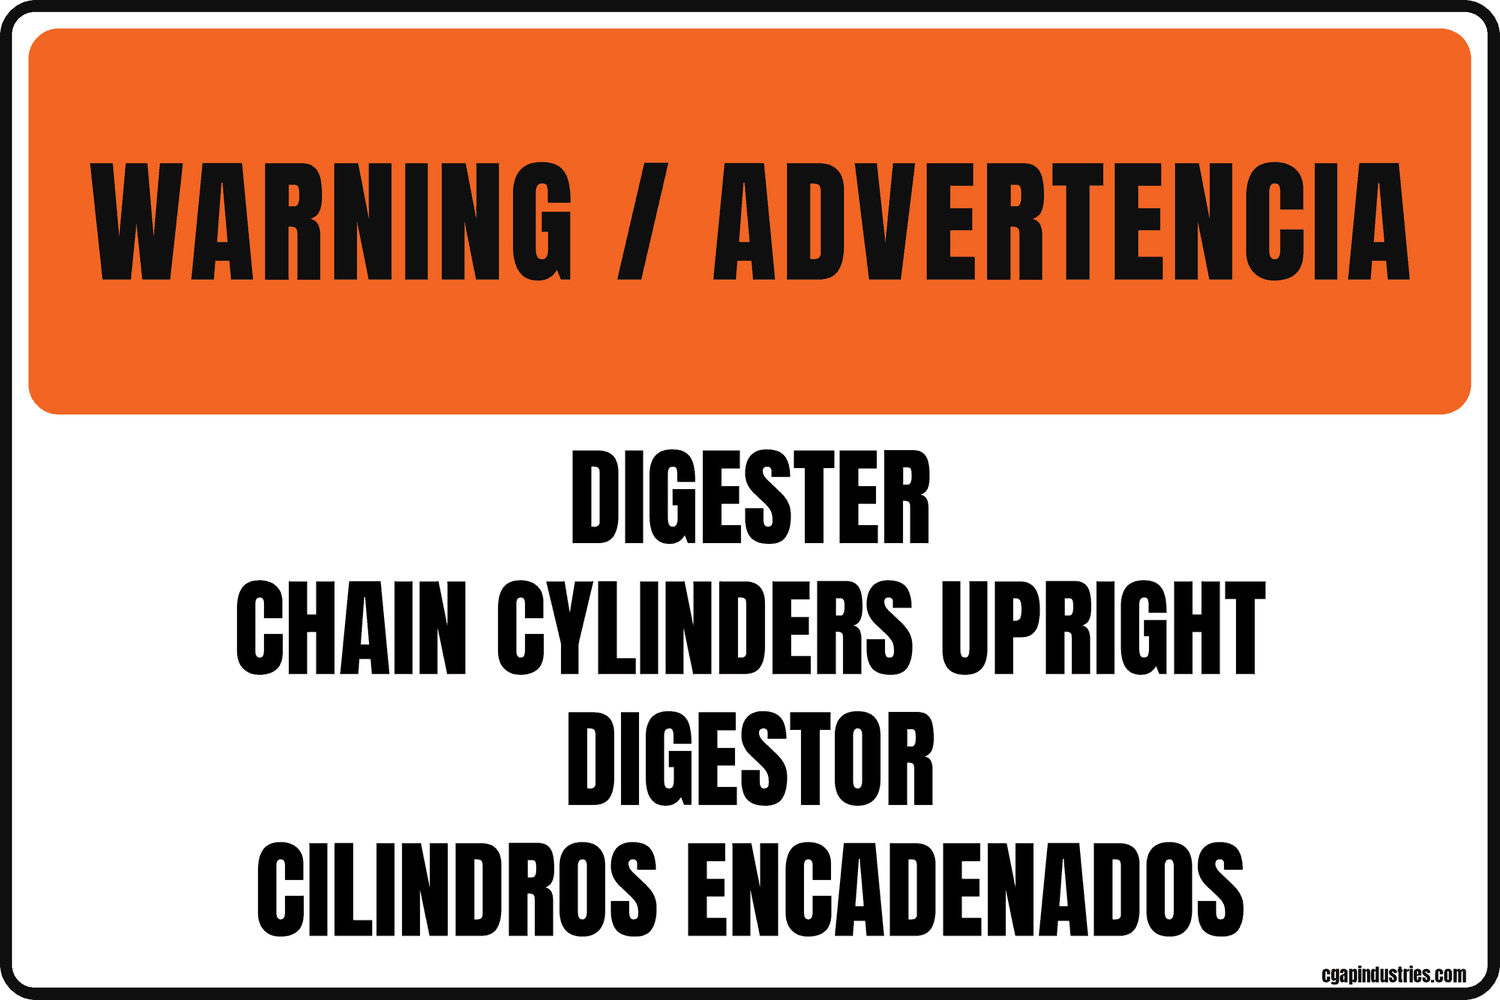 WARNING / ADVERTENCIA
DIGESTER
CHAIN CYLINDERS UPRIGHT
DIGESTOR
CILINDROS ENCADENADOS
cgapindustries.com